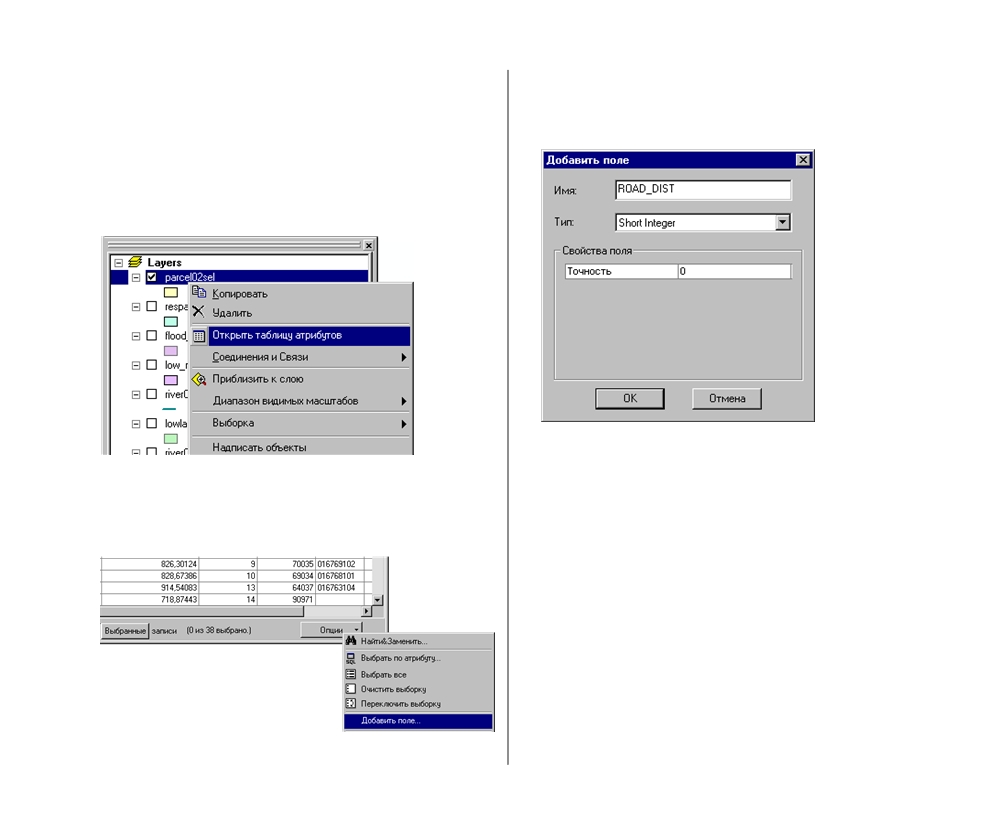 Layers
parcel02sel
Копировать
respa
Удалить
flood_
Открыть таблицу атрибутов
Соединения и Связи
low_r
Приблизить к слою
river0
Диапазон видимых масштабов
lowla
Выборка
Надписать объекты
river0
826,30124 9 70035 016769102
828,67386 10 69034 016768101
914,54083 13 64037 016763104
718,87443 14 90971
Выбранные записи (0 из 38 выбрано.) Опции
Найти&Заменить...
Выбрать по атрибуту...
Выбрать все
Очистить выборку
Переключить выборку
Добавить поле...
Добавить поле
Имя: ROAD_DIST
Тип: Short Integer
Свойства поля
Точность 0
OK Отмена